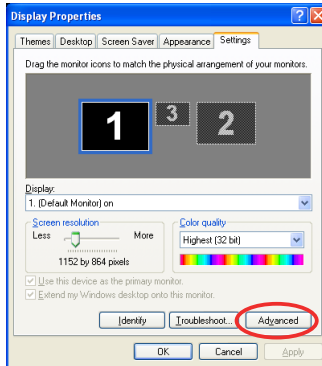 Display Properties
Themes Desktop Screen Saver Appearance Settings
Drag the monitor icons to match the physical arrangement of your monitors.
1 3 2
Display:
1. (Default Monitor) on
Screen resolution
Less More
1152 by 864 pixels
Color quality
Highest (32 bit)
Use this device as the primary monitor.
Extend my Windows desktop onto this monitor.
Identify Troubleshoot... Advanced
OK Cancel Apply